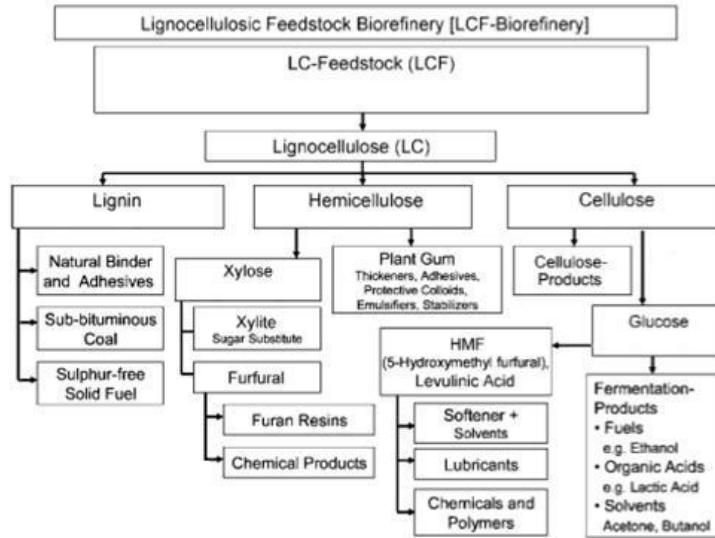 Lignocellulosic Feedstock Biorefinery [LCF-Biorefinery]
LC-Feedstock (LCF)
Lignocellulose (LC)
Lignin
Hemicellulose
Cellulose
Natural Binder
and Adhesives
Sub-bituminous
Coal
Sulphur-free
Solid Fuel
Xylose
Xylite
Sugar Substitute
Furfural
Furan Resins
Chemical Products
Plant Gum
Thickeners, Adhesives,
Protective Colloids,
Emulsifiers, Stabilizers
Cellulose-
Products
Glucose
HMF
(5-Hydroxymethyl furfural),
Levulinic Acid
Softener +
Solvents
Lubricants
Chemicals and
Polymers
Fermentation-
Products
• Fuels
e.g. Ethanol
• Organic Acids
e.g. Lactic Acid
• Solvents
Acetone, Butanol